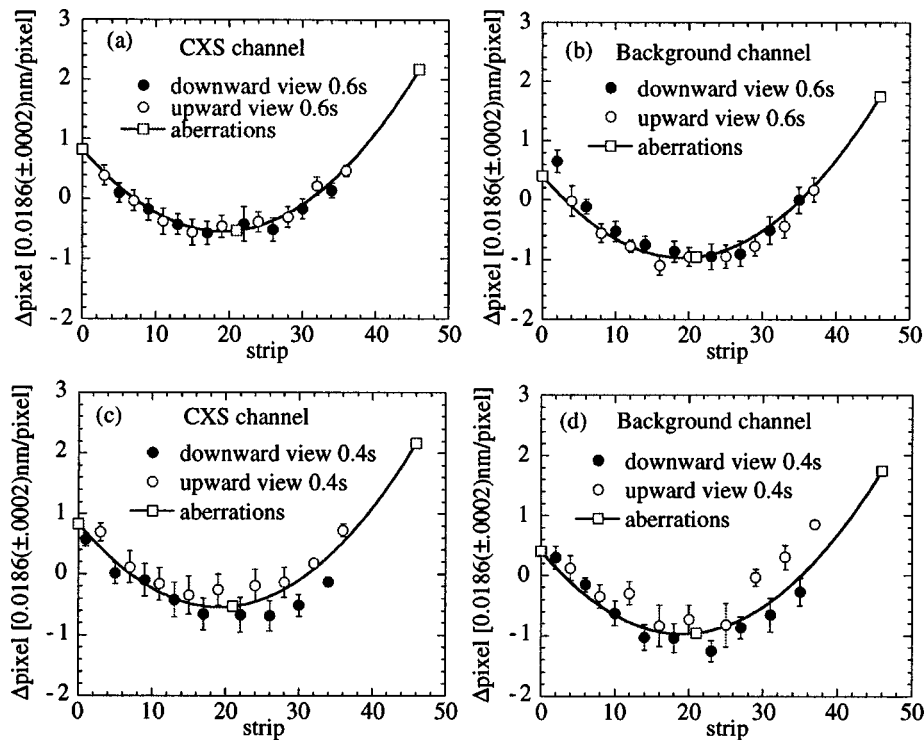 (a)
CXS channel
downward view 0.6s
upward view 0.6s
aberrations
3
2
1
0
-1
-2
0 10 20 30 40 50
strip
Δpixel [0.0186(±.0002)nm/pixel]
(b)
Background channel
downward view 0.6s
upward view 0.6s
aberrations
3
2
1
0
-1
-2
0 10 20 30 40 50
strip
Δpixel [0.0186(±.0002)nm/pixel]
(c)
CXS channel
downward view 0.4s
upward view 0.4s
aberrations
3
2
1
0
-1
-2
0 10 20 30 40 50
strip
Δpixel [0.0186(±.0002)nm/pixel]
(d)
Background channel
downward view 0.4s
upward view 0.4s
aberrations
3
2
1
0
-1
-2
0 10 20 30 40 50
strip
Δpixel [0.0186(±.0002)nm/pixel]